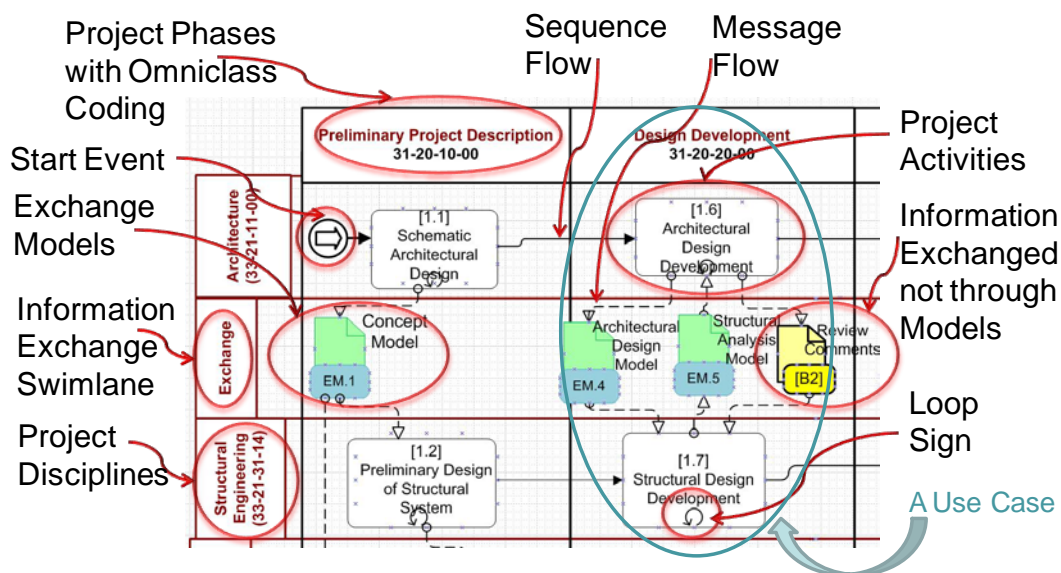 Project Phases
with Omniclass
Coding
Sequence
Flow
Message
Flow
Start Event
Exchange
Models
Information
Exchange
Swimlane
Project
Disciplines
Project
Activities
Information
Exchanged
not through
Models
Loop
Sign
A Use Case
Preliminary Project Description
31-20-10-00
Design Development
31-20-20-00
Architecture
(33-21-11-00)
[1.1]
Schematic
Architectural
Design
[1.6]
Architectural
Design
Development
Exchange
Concept
Model
EM.1
Architectural
Design
Model
EM.4
Structural
Analysis
Model
EM.5
Review
Comments
[B2]
Structural
Engineering
(33-21-31-14)
[1.2]
Preliminary Design
of Structural
System
[1.7]
Structural Design
Development